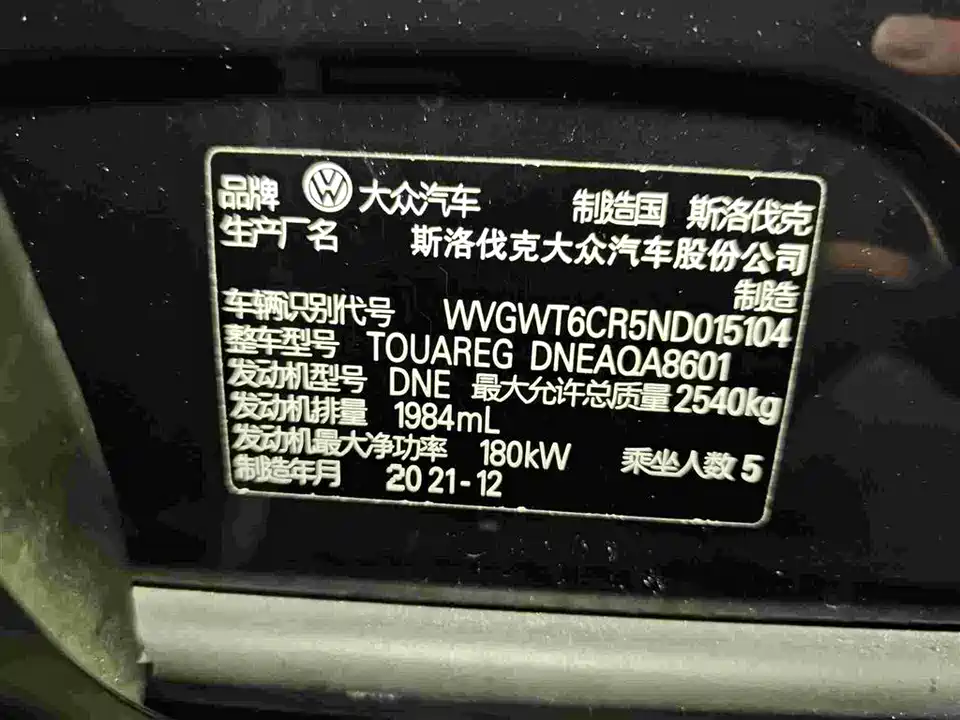 品牌 大众汽车 制造国 斯洛伐克
生产厂名 斯洛伐克大众汽车股份公司
制造
车辆识别代号 WVGWT6CR5ND015104
整车型号 TOUAREG DNEAQA8601
发动机型号 DNE 最大允许总质量 2540kg
发动机排量 1984mL
发动机最大净功率 180kW 乘坐人数 5
制造年月 2021-12